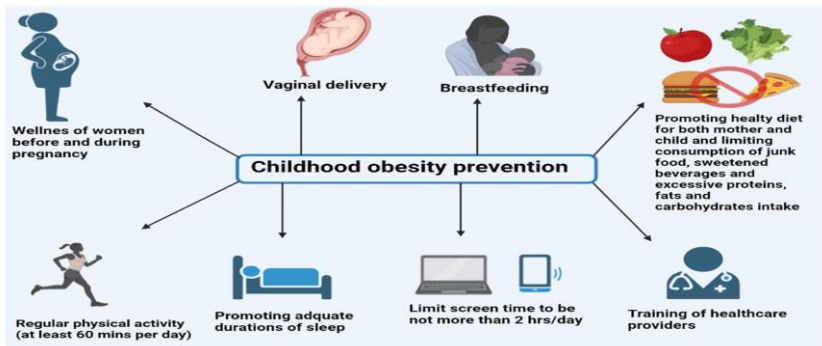 Wellnes of women
before and during
pregnancy
Vaginal delivery
Breastfeeding
Promoting healty diet
for both mother and
child and limiting
consumption of junk
food, sweetened
beverages and
excessive proteins,
fats and
carbohydrates intake
Childhood obesity prevention
Regular physical activity
(at least 60 mins per day)
Promoting adquate
durations of sleep
Limit screen time to be
not more than 2 hrs/day
Training of healthcare
providers